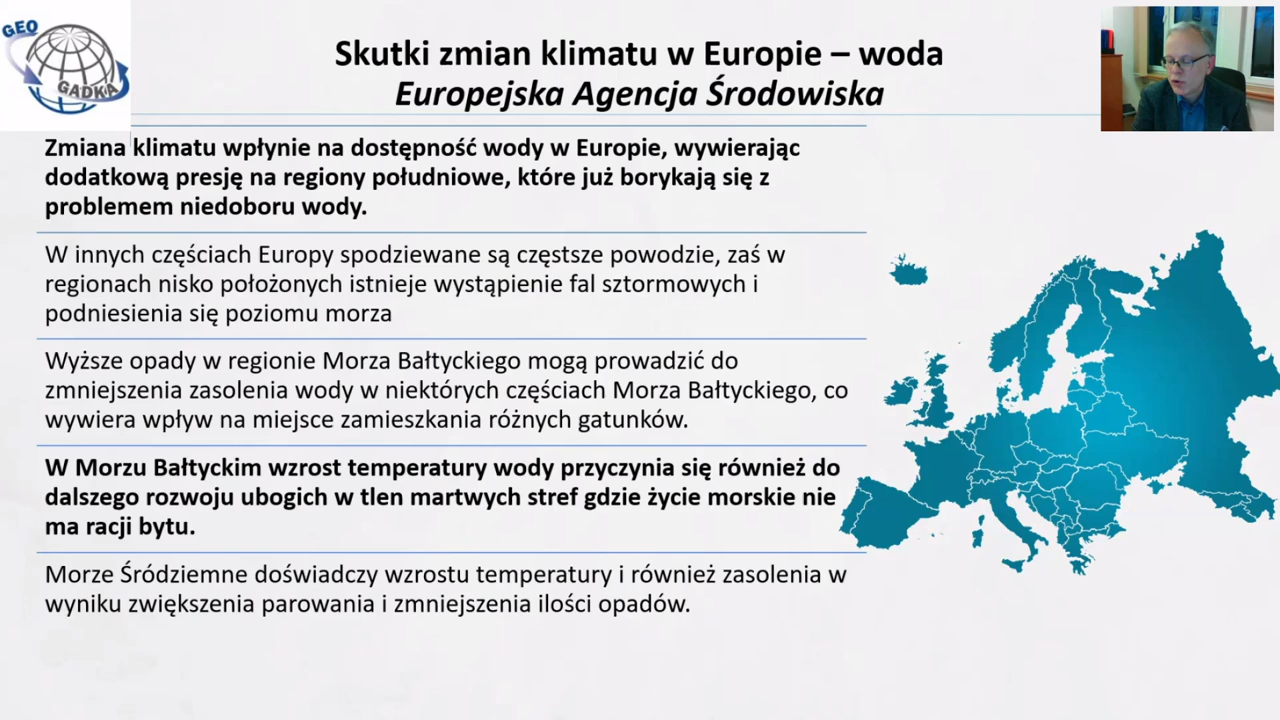 GEO
GADKA
Skutki zmian klimatu w Europie – woda
Europejska Agencja Środowiska
Zmiana klimatu wpłynie na dostępność wody w Europie, wywierając
dodatkową presję na regiony południowe, które już borykają się z
problemem niedoboru wody.
W innych częściach Europy spodziewane są częstsze powodzie, zaś w
regionach nisko położonych istnieje wystąpienie fal sztormowych i
podniesienia się poziomu morza
Wyższe opady w regionie Morza Bałtyckiego mogą prowadzić do
zmniejszenia zasolenia wody w niektórych częściach Morza Bałtyckiego, co
wywiera wpływ na miejsce zamieszkania różnych gatunków.
W Morzu Bałtyckim wzrost temperatury wody przyczynia się również do
dalszego rozwoju ubogich w tlen martwych stref gdzie życie morskie nie
ma racji bytu.
Morze Śródziemne doświadczy wzrostu temperatury i również zasolenia w
wyniku zwiększenia parowania i zmniejszenia ilości opadów.